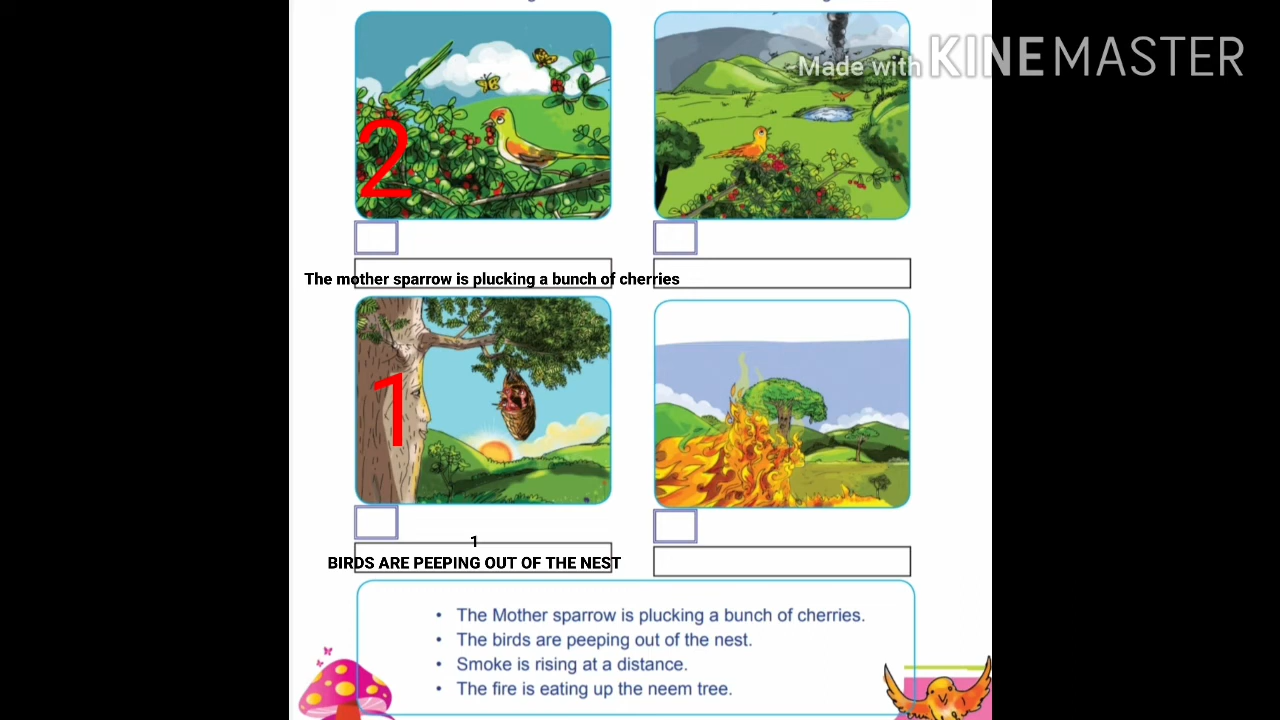 Made with KINEMASTER
2
The mother sparrow is plucking a bunch of cherries
1
1
BIRDS ARE PEEPING OUT OF THE NEST
• The Mother sparrow is plucking a bunch of cherries.
• The birds are peeping out of the nest.
• Smoke is rising at a distance.
• The fire is eating up the neem tree.